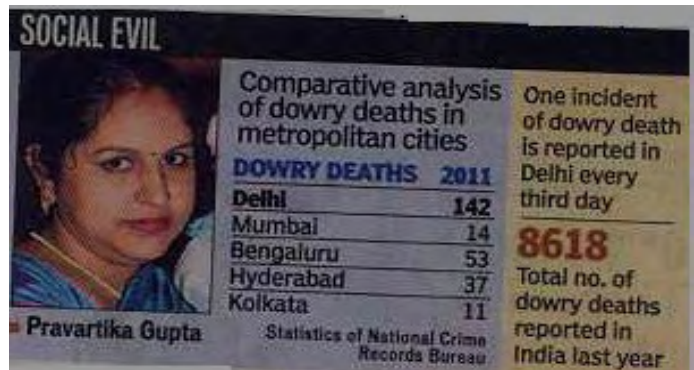 SOCIAL EVIL
Pravartika Gupta
Comparative analysis
of dowry deaths in
metropolitan cities
DOWRY DEATHS 2011
Delhi 142
Mumbai 14
Bengaluru 53
Hyderabad 37
Kolkata 11
Statistics of National Crime
Records Bureau
One incident
of dowry death
is reported in
Delhi every
third day
8618
Total no. of
dowry deaths
reported in
India last year